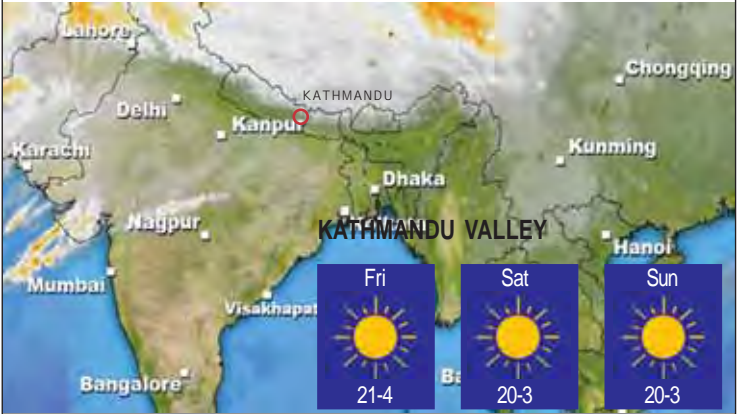 Lahore
Chongqing
KATHMANDU
Delhi
Kanpur
Karachi
Kunming
Dhaka
Nagpur
KATHMANDU VALLEY
Hanoi
Mumbai
Fri
Sat
Sun
Visakhapat
Bangalore
Ba
21-4
20-3
20-3